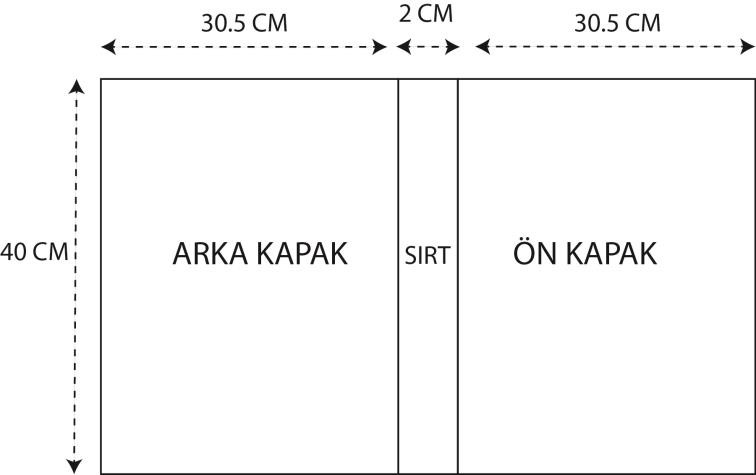 30.5 CM
2 CM
30.5 CM
40 CM
ARKA KAPAK
SIRT
ÖN KAPAK